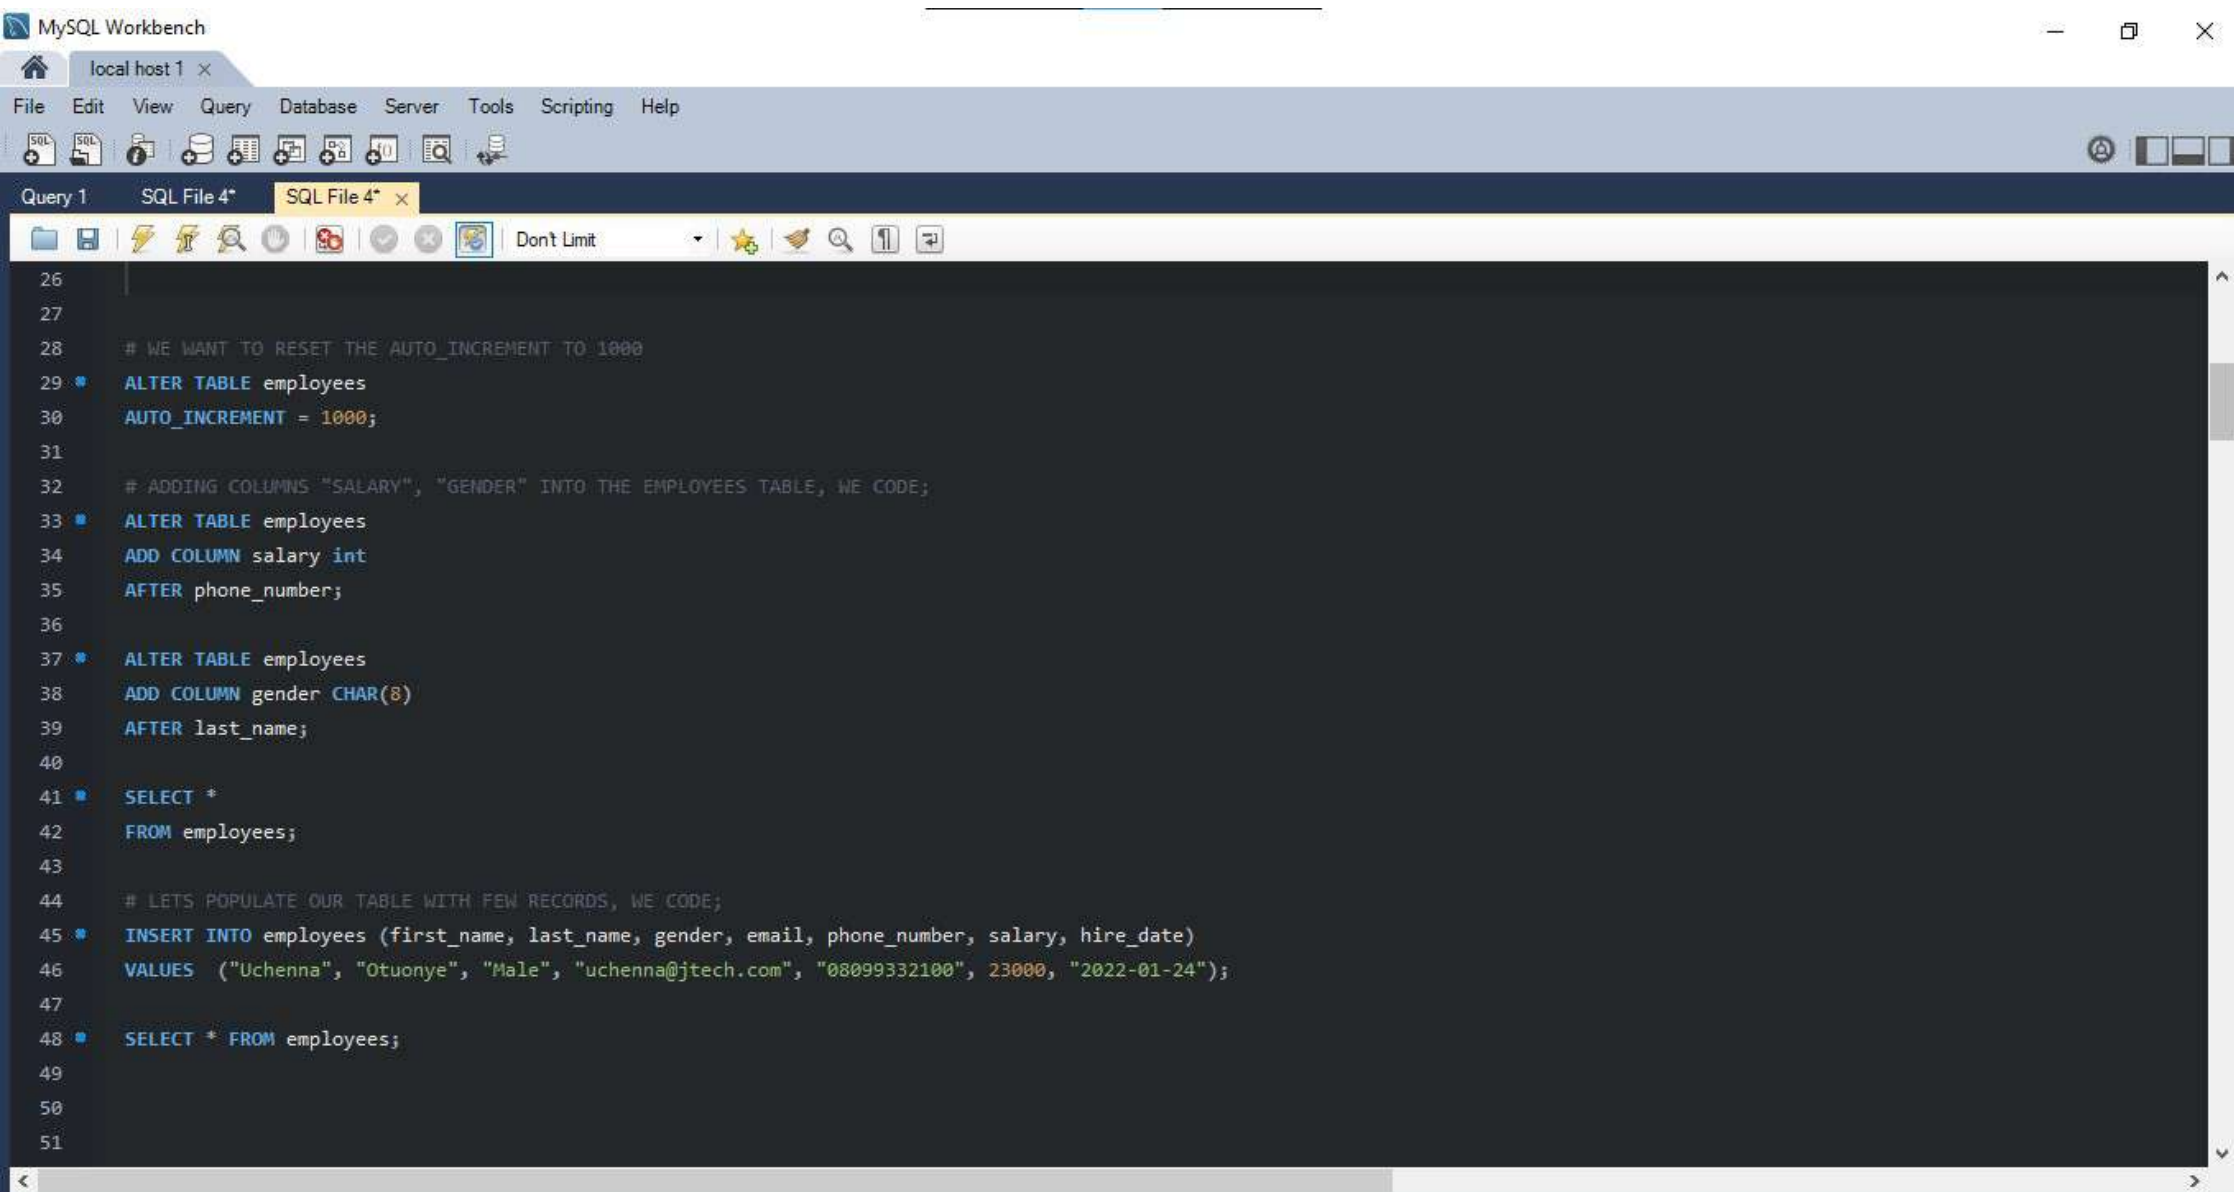 MySQL Workbench
local host 1
File Edit View Query Database Server Tools Scripting Help
Query 1 SQL File 4* SQL File 4*
Don't Limit
26
27
28 # WE WANT TO RESET THE AUTO_INCREMENT TO 1000
29 ALTER TABLE employees
30 AUTO_INCREMENT = 1000;
31
32 # ADDING COLUMNS "SALARY", "GENDER" INTO THE EMPLOYEES TABLE, WE CODE;
33 ALTER TABLE employees
34 ADD COLUMN salary int
35 AFTER phone_number;
36
37 ALTER TABLE employees
38 ADD COLUMN gender CHAR(8)
39 AFTER last_name;
40
41 SELECT *
42 FROM employees;
43
44 # LETS POPULATE OUR TABLE WITH FEW RECORDS, WE CODE;
45 INSERT INTO employees (first_name, last_name, gender, email, phone_number, salary, hire_date)
46 VALUES ("Uchenna", "Otuonye", "Male", "uchenna@jtech.com", "08099332100", 23000, "2022-01-24");
47
48 SELECT * FROM employees;
49
50
51